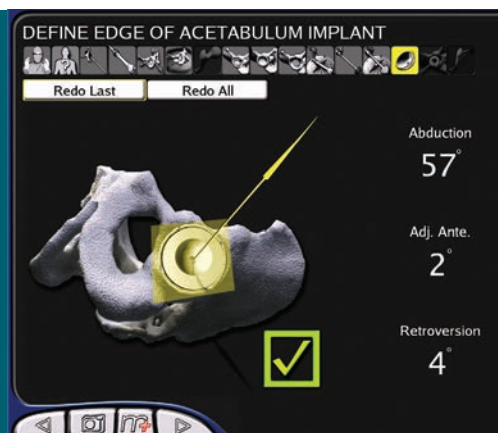 DEFINE EDGE OF ACETABULUM IMPLANT
Redo Last
Redo All
Abduction
57°
Adj. Ante.
2°
Retroversion
4°
m+